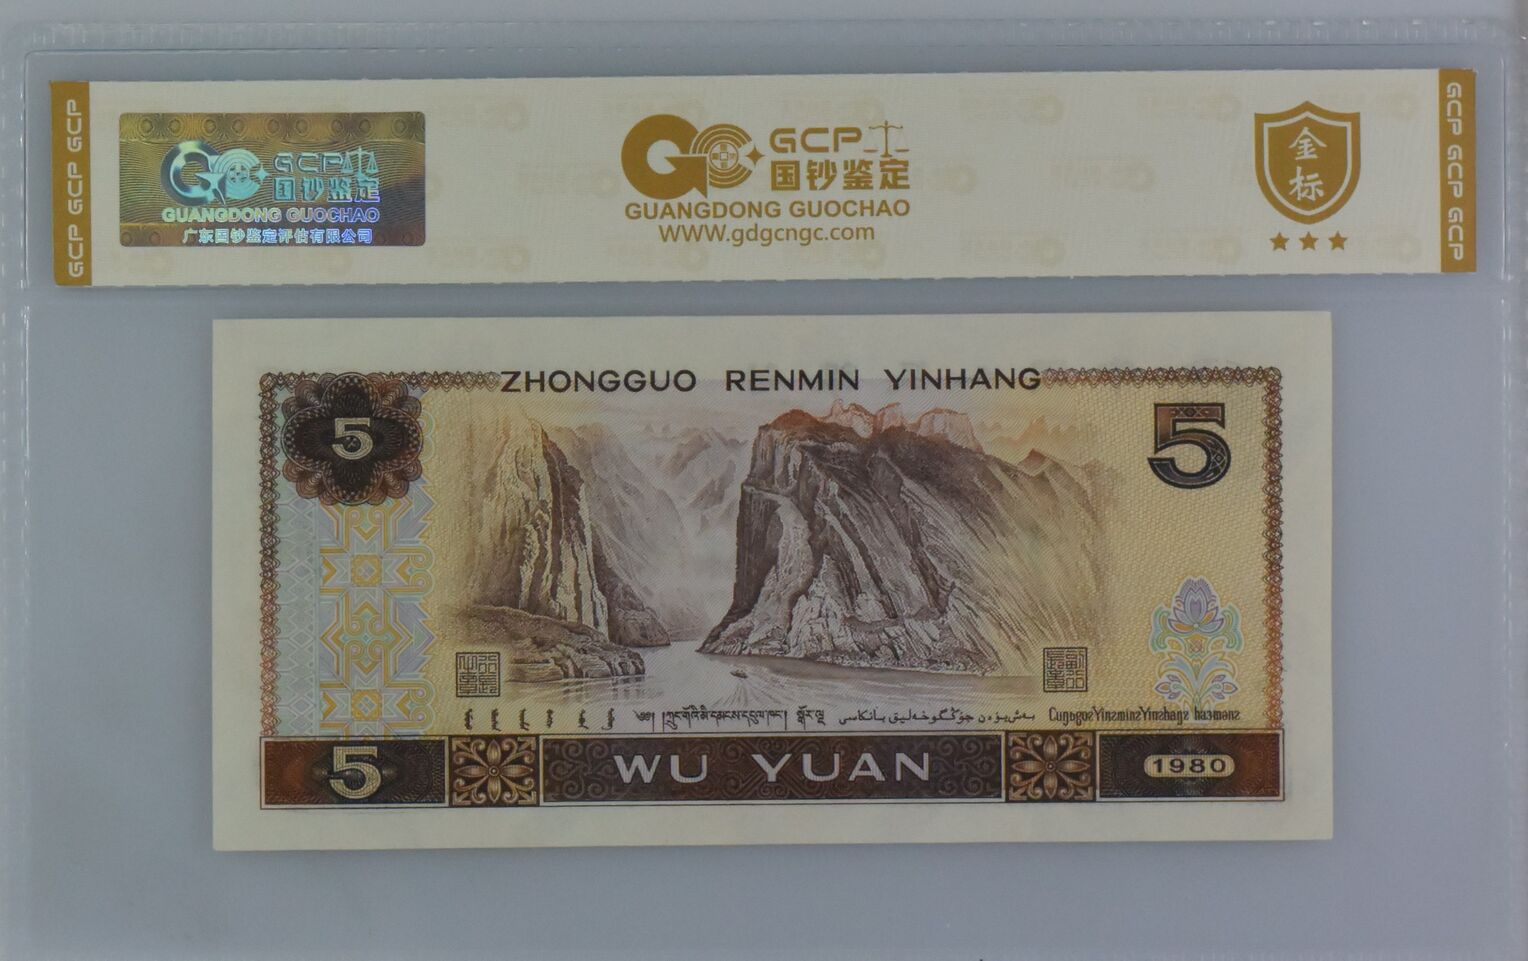 GCP GCP GCP
GCP
国钞鉴定
GUANGDONG GUOCHAO
广东国钞鉴定评估有限公司
GCP
国钞鉴定
GUANGDONG GUOCHAO
WWW.gdgcngc.com
金标
GCP GCP GCP
ZHONGGUO RENMIN YINHANG
5
5
5
WU YUAN
1980